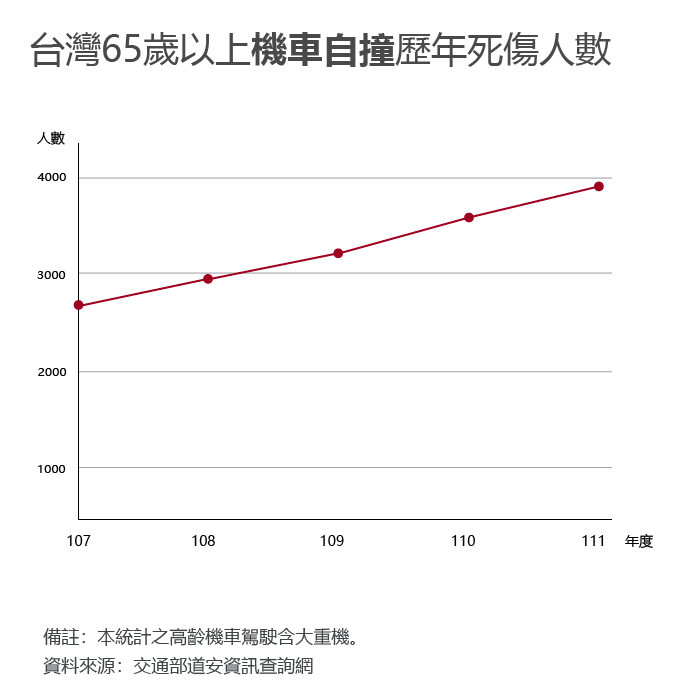 台灣65歲以上機車自撞歷年死傷人數
人數
4000
3000
2000
1000
107 108 109 110 111 年度
備註：本統計之高齡機車駕駛含大重機。
資料來源：交通部道安資訊查詢網